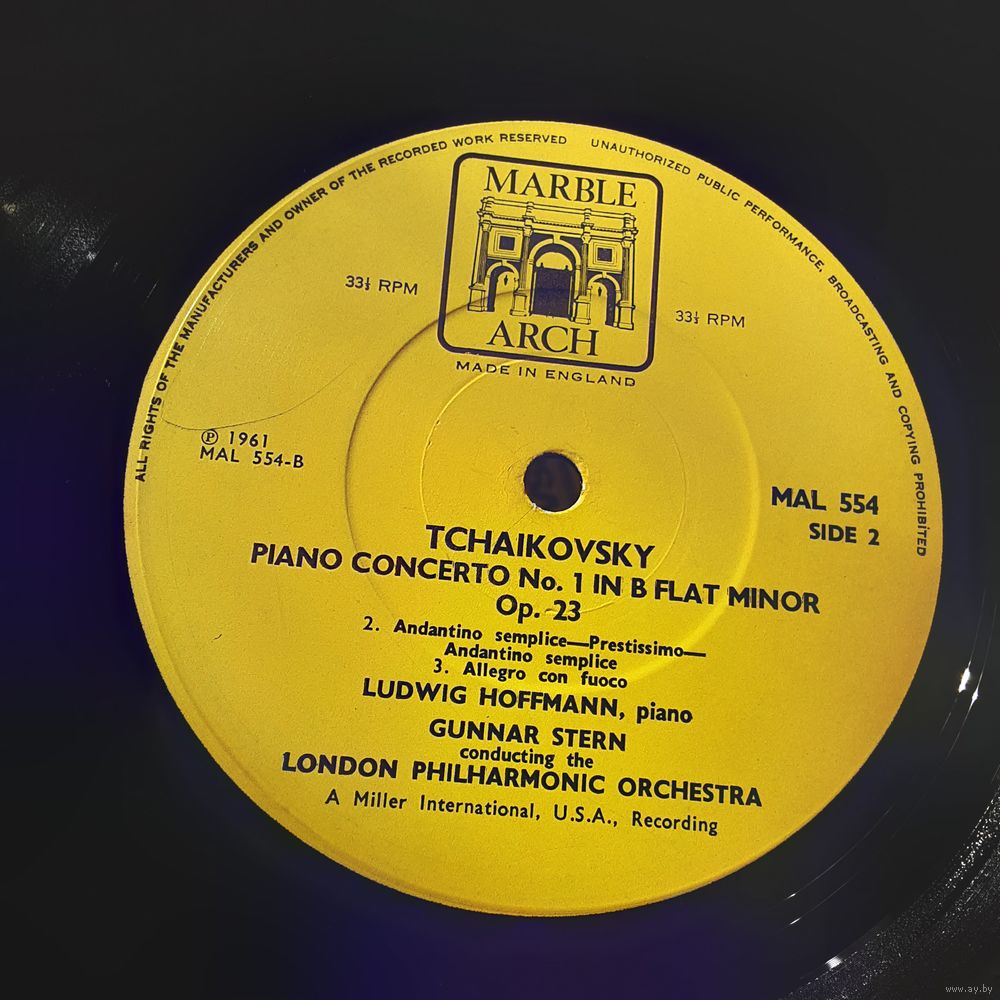 ALL RIGHTS OF THE MANUFACTURERS AND OWNER OF THE RECORDED WORK RESERVED UNAUTHORIZED PUBLIC PERFORMANCE, BROADCASTING AND COPYING PROHIBITED
MARBLE
ARCH
MADE IN ENGLAND
33⅓ RPM
33⅓ RPM
℗ 1961
MAL 554-B
MAL 554
SIDE 2
TCHAIKOVSKY
PIANO CONCERTO No. 1 IN B FLAT MINOR
Op. 23
2. Andantino semplice—Prestissimo—
Andantino semplice
3. Allegro con fuoco
LUDWIG HOFFMANN, piano
GUNNAR STERN
conducting the
LONDON PHILHARMONIC ORCHESTRA
A Miller International, U.S.A., Recording
www.ay.by